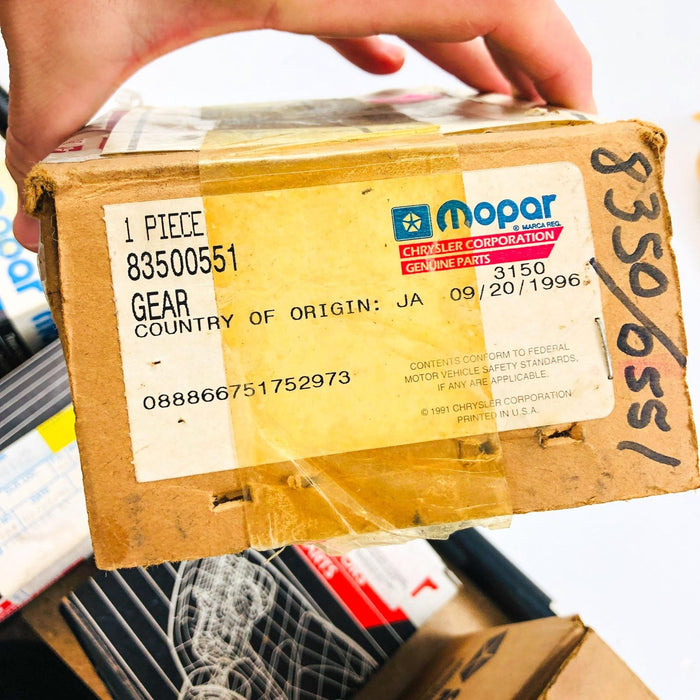 1 PIECE
83500551
GEAR
COUNTRY OF ORIGIN: JA
088866751752973
mopar
® MARCA REG.
CHRYSLER CORPORATION
GENUINE PARTS
3150
09/20/1996
CONTENTS CONFORM TO FEDERAL
MOTOR VEHICLE SAFETY STANDARDS,
IF ANY ARE APPLICABLE.
© 1991 CHRYSLER CORPORATION
PRINTED IN U.S.A.
8350/0551
mopar
PARTS